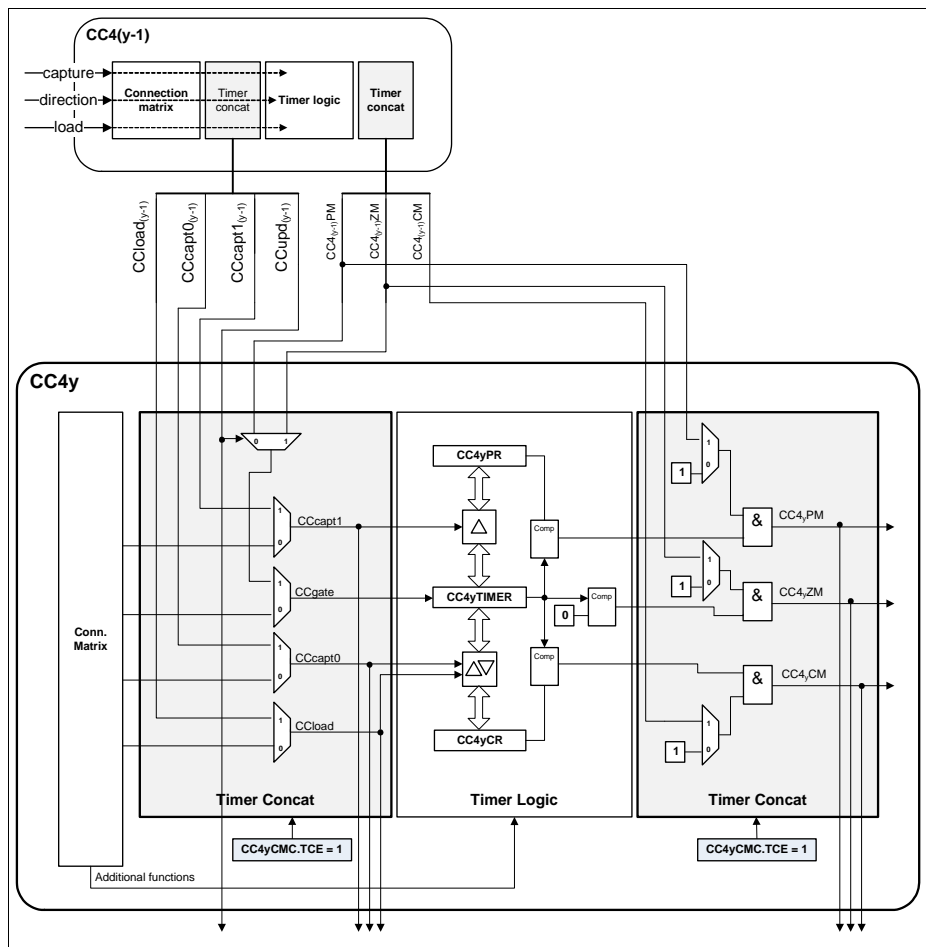 CC4(y-1)
capture
direction
load
Connection
matrix
Timer
concat
Timer logic
Timer
concat
CCload(y-1)
CCcapt0(y-1)
CCcapt1(y-1)
CCupd(y-1)
CC4(y-1)PM
CC4(y-1)ZM
CC4(y-1)CM
CC4y
0 1
CC4yPR
1
0
1
&
CC4yPM
1
0
CCcapt1
Comp
1
0
CCgate
CC4yTIMER
0
Comp
1
0
1
&
CC4yZM
Conn.
Matrix
1
0
CCcapt0
Comp
&
CC4yCM
1
0
CCload
CC4yCR
1
0
1
Timer Concat
Timer Logic
Timer Concat
CC4yCMC.TCE = 1
CC4yCMC.TCE = 1
Additional functions